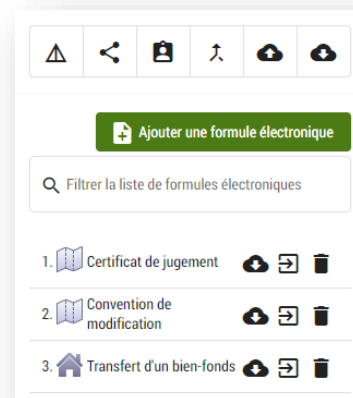 Ajouter une formule électronique
Filtrer la liste de formules électroniques
1. Certificat de jugement
2. Convention de
modification
3. Transfert d'un bien-fonds